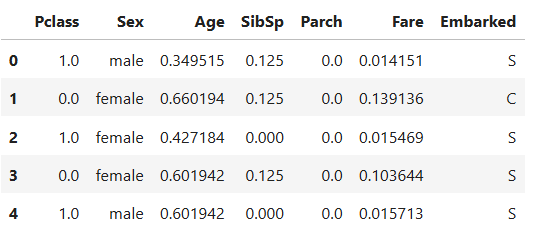 Pclass Sex Age SibSp Parch Fare Embarked
0 1.0 male 0.349515 0.125 0.0 0.014151 S
1 0.0 female 0.660194 0.125 0.0 0.139136 C
2 1.0 female 0.427184 0.000 0.0 0.015469 S
3 0.0 female 0.601942 0.125 0.0 0.103644 S
4 1.0 male 0.601942 0.000 0.0 0.015713 S